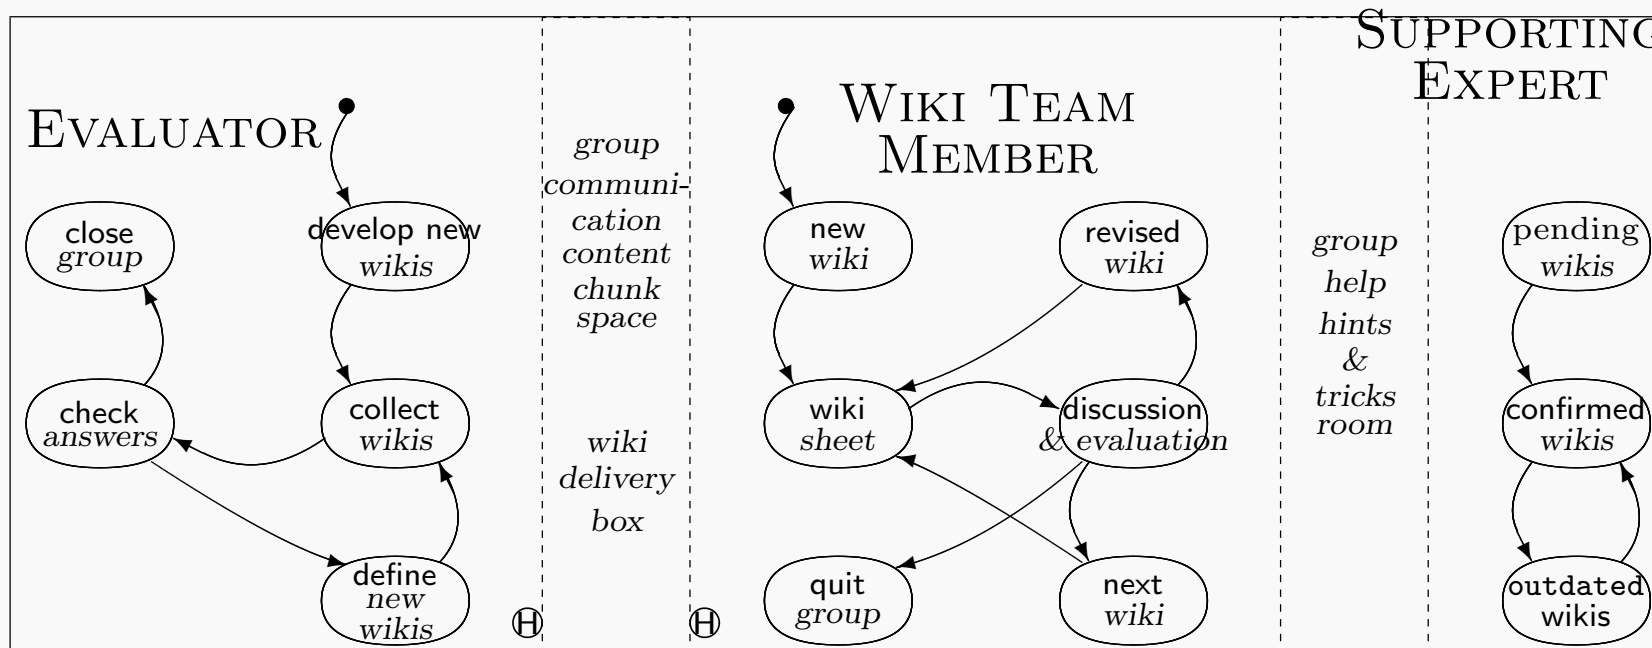 EVALUATOR
develop new
wikis
close
group
check
answers
collect
wikis
define
new
wikis
H
group
communi-
cation
content
chunk
space
wiki
delivery
box
H
WIKI TEAM
MEMBER
new
wiki
revised
wiki
wiki
sheet
discussion
& evaluation
quit
group
next
wiki
group
help
hints
&
tricks
room
SUPPORTING
EXPERT
pending
wikis
confirmed
wikis
outdated
wikis